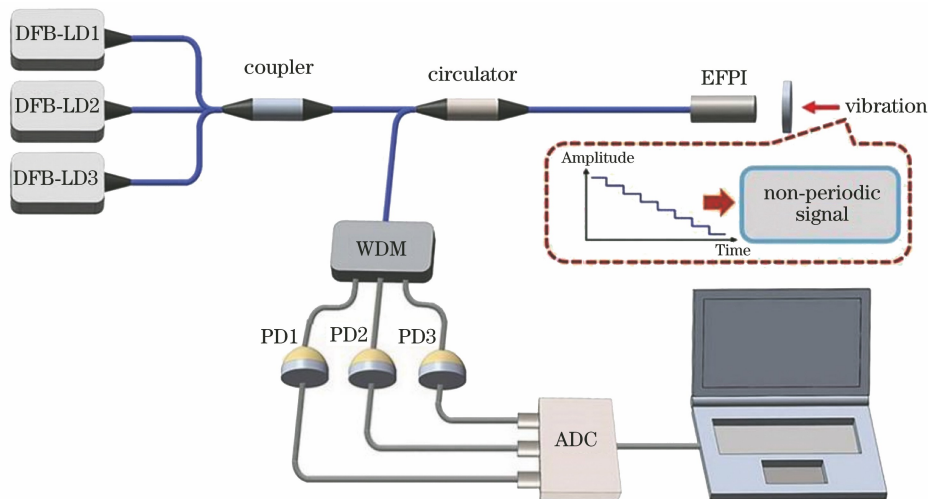 DFB-LD1
DFB-LD2
DFB-LD3
coupler
circulator
EFPI
vibration
Amplitude
Time
non-periodic
signal
WDM
PD1
PD2
PD3
ADC